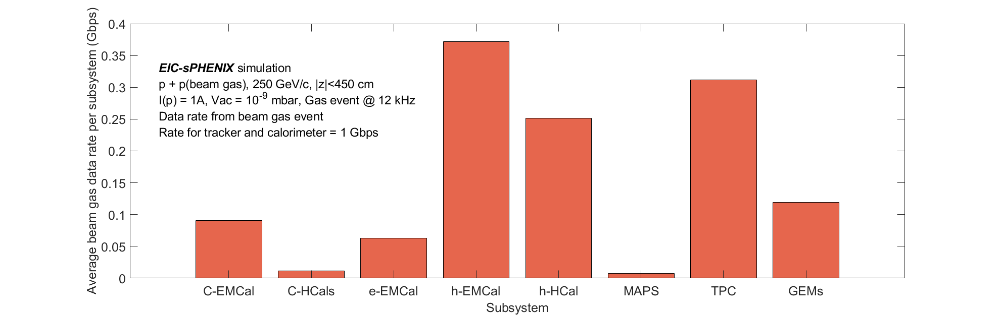 Average beam gas data rate per subsystem (Gbps)
0.4
0.35
0.3
0.25
0.2
0.15
0.1
0.05
0
EIC-sPHENIX simulation
p + p(beam gas), 250 GeV/c, |z|<450 cm
I(p) = 1A, Vac = 10⁻⁹ mbar, Gas event @ 12 kHz
Data rate from beam gas event
Rate for tracker and calorimeter = 1 Gbps
C-EMCal C-HCals e-EMCal h-EMCal h-HCal MAPS TPC GEMs
Subsystem